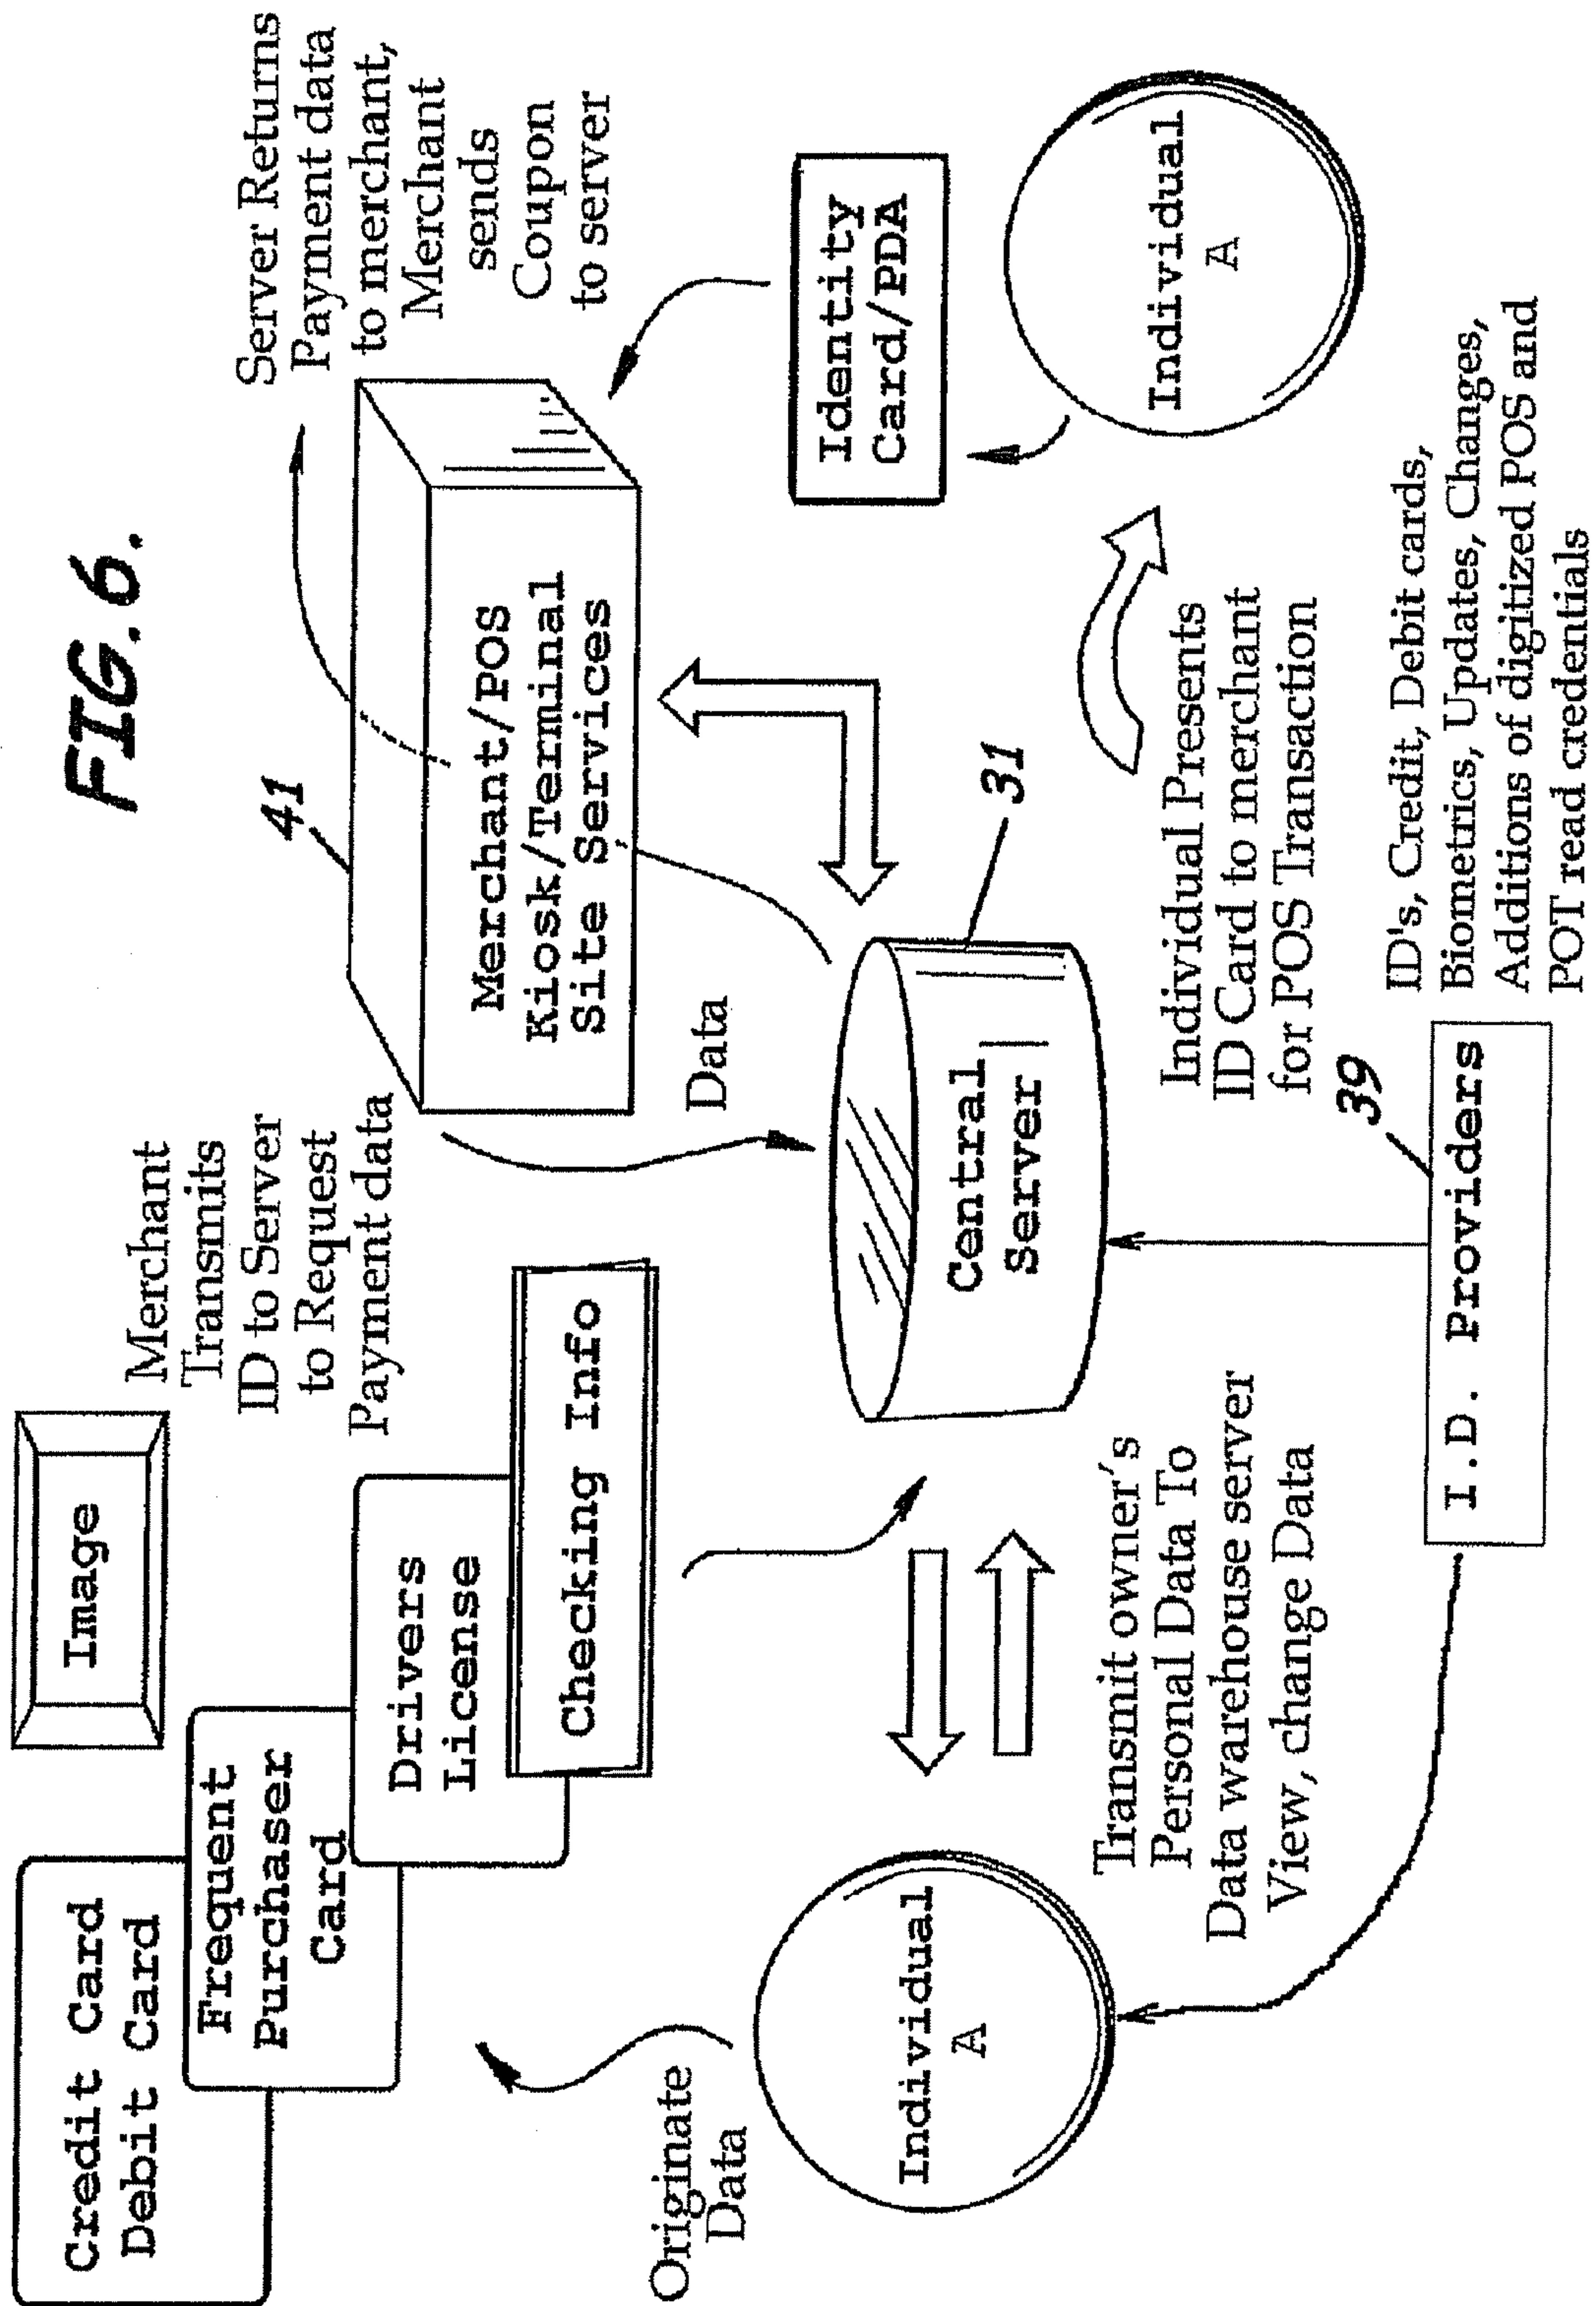 FIG. 6.
Credit Card
Debit Card
Frequent
Purchaser
Card
Drivers
License
Checking Info
Image
Merchant
Transmits
ID to Server
to Request
Payment data
41
Merchant/POS
Kiosk/Terminal
Site Services
Server Returns
Payment data
to merchant,
Merchant
sends
Coupon
to server
Originate
Data
Individual
A
Transmit owner's
Personal Data To
Data warehouse server
View, change Data
Data
Central
Server
31
Identity
Card/PDA
Individual
A
Individual Presents
ID Card to merchant
for POS Transaction
39
I.D. Providers
ID's, Credit, Debit cards,
Biometrics, Updates, Changes,
Additions of digitized POS and
POT read credentials